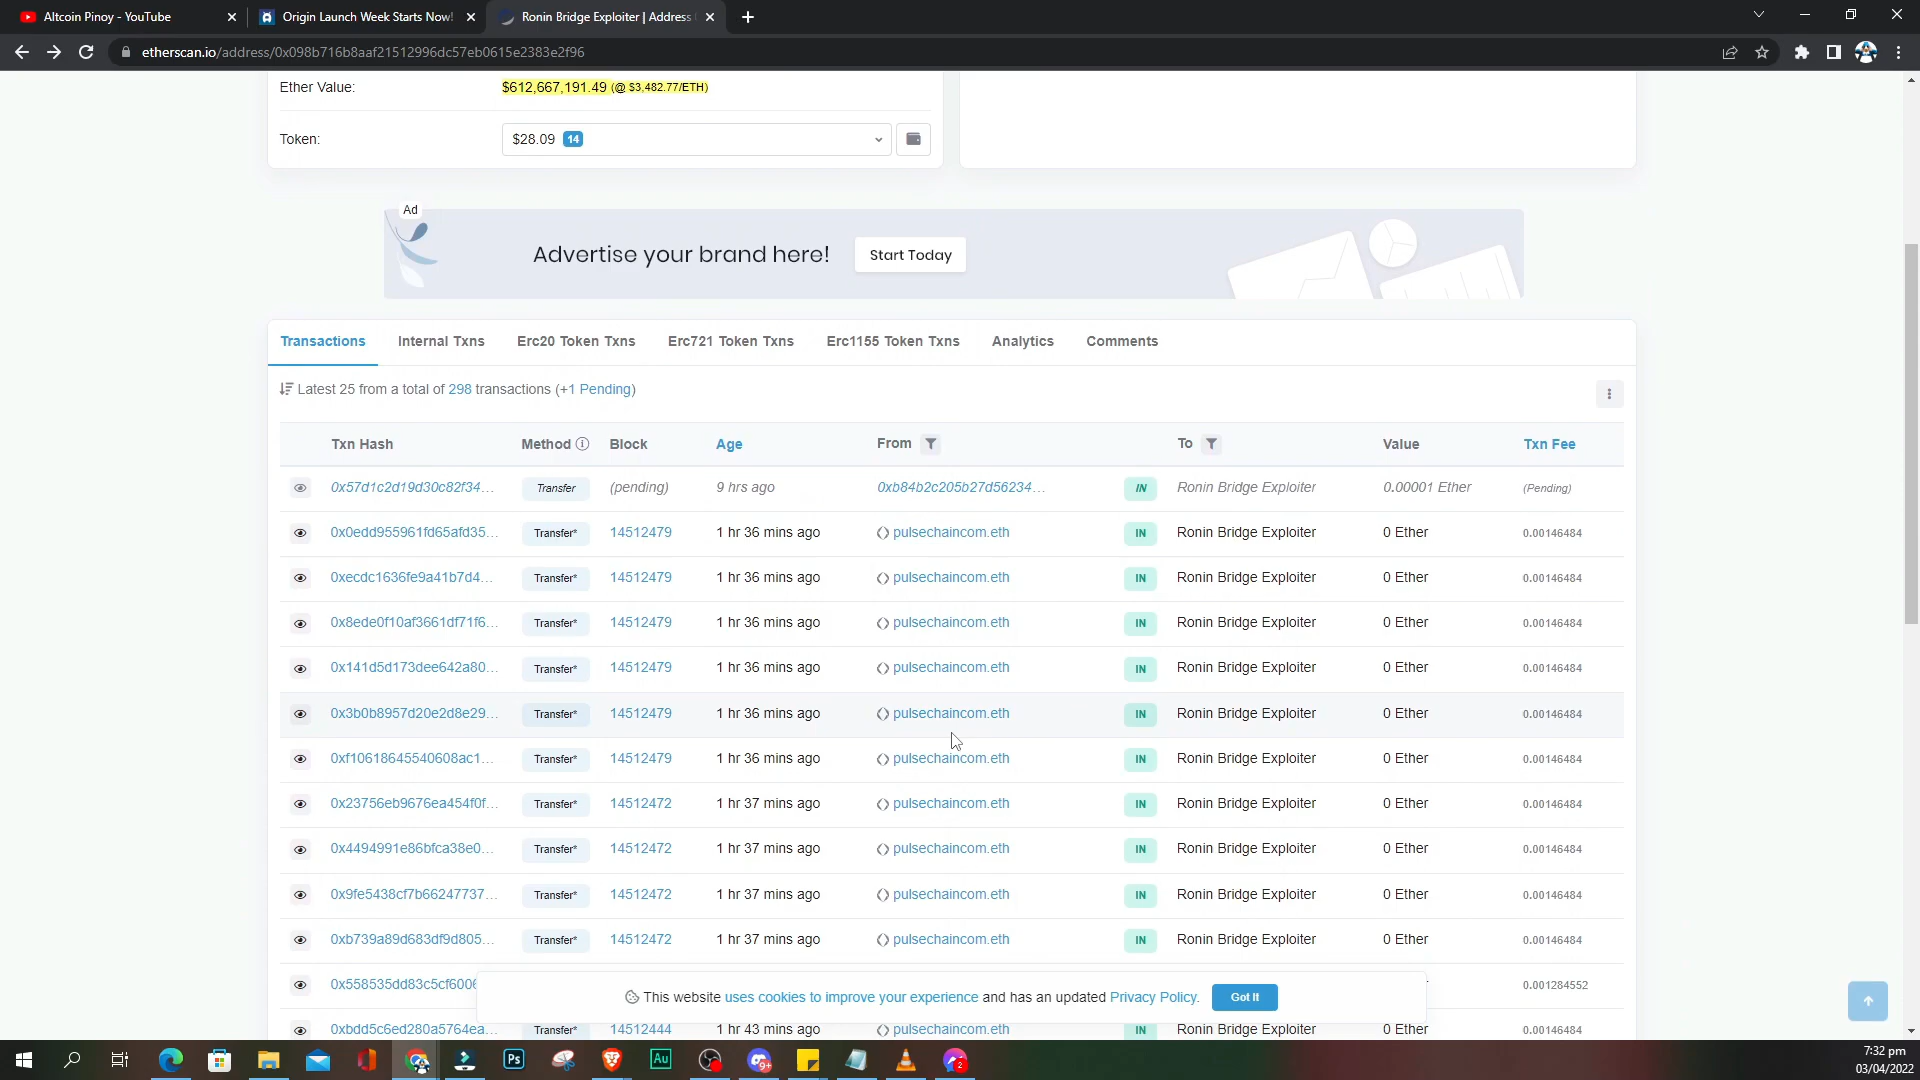 Altcoin Pinoy - YouTube
Origin Launch Week Starts Now!
Ronin Bridge Exploiter | Address
etherscan.io/address/0x098b716b8aaf21512996dc57eb0615e2383e2f96
Ether Value: $612,667,191.49 (@ $3,482.77/ETH)
Token: $28.09 14
Ad
Advertise your brand here! Start Today
Transactions Internal Txns Erc20 Token Txns Erc721 Token Txns Erc1155 Token Txns Analytics Comments
Latest 25 from a total of 298 transactions (+1 Pending)
Txn Hash Method Block Age From To Value Txn Fee
0x57d1c2d19d30c82f34... Transfer (pending) 9 hrs ago 0xb84b2c205b27d56234... IN Ronin Bridge Exploiter 0.00001 Ether (Pending)
0x0edd955961fd65afd35... Transfer* 14512479 1 hr 36 mins ago pulsechaincom.eth IN Ronin Bridge Exploiter 0 Ether 0.00146484
0xecdc1636fe9a41b7d4... Transfer* 14512479 1 hr 36 mins ago pulsechaincom.eth IN Ronin Bridge Exploiter 0 Ether 0.00146484
0x8ede0f10af3661df71f6... Transfer* 14512479 1 hr 36 mins ago pulsechaincom.eth IN Ronin Bridge Exploiter 0 Ether 0.00146484
0x141d5d173dee642a80... Transfer* 14512479 1 hr 36 mins ago pulsechaincom.eth IN Ronin Bridge Exploiter 0 Ether 0.00146484
0x3b0b8957d20e2d8e29... Transfer* 14512479 1 hr 36 mins ago pulsechaincom.eth IN Ronin Bridge Exploiter 0 Ether 0.00146484
0xf10618645540608ac1... Transfer* 14512479 1 hr 36 mins ago pulsechaincom.eth IN Ronin Bridge Exploiter 0 Ether 0.00146484
0x23756eb9676ea454f0f... Transfer* 14512472 1 hr 37 mins ago pulsechaincom.eth IN Ronin Bridge Exploiter 0 Ether 0.00146484
0x4494991e86bfca38e0... Transfer* 14512472 1 hr 37 mins ago pulsechaincom.eth IN Ronin Bridge Exploiter 0 Ether 0.00146484
0x9fe5438cf7b66247737... Transfer* 14512472 1 hr 37 mins ago pulsechaincom.eth IN Ronin Bridge Exploiter 0 Ether 0.00146484
0xb739a89d683df9d805... Transfer* 14512472 1 hr 37 mins ago pulsechaincom.eth IN Ronin Bridge Exploiter 0 Ether 0.00146484
0x558535dd83c5cf600 0.001284552
This website uses cookies to improve your experience and has an updated Privacy Policy. Got It
0xbdd5c6ed280a5764ea... Transfer* 14512444 1 hr 43 mins ago pulsechaincom.eth IN Ronin Bridge Exploiter 0 Ether 0.00146484
Ps Au 9+ 2
7:32 pm
03/04/2022